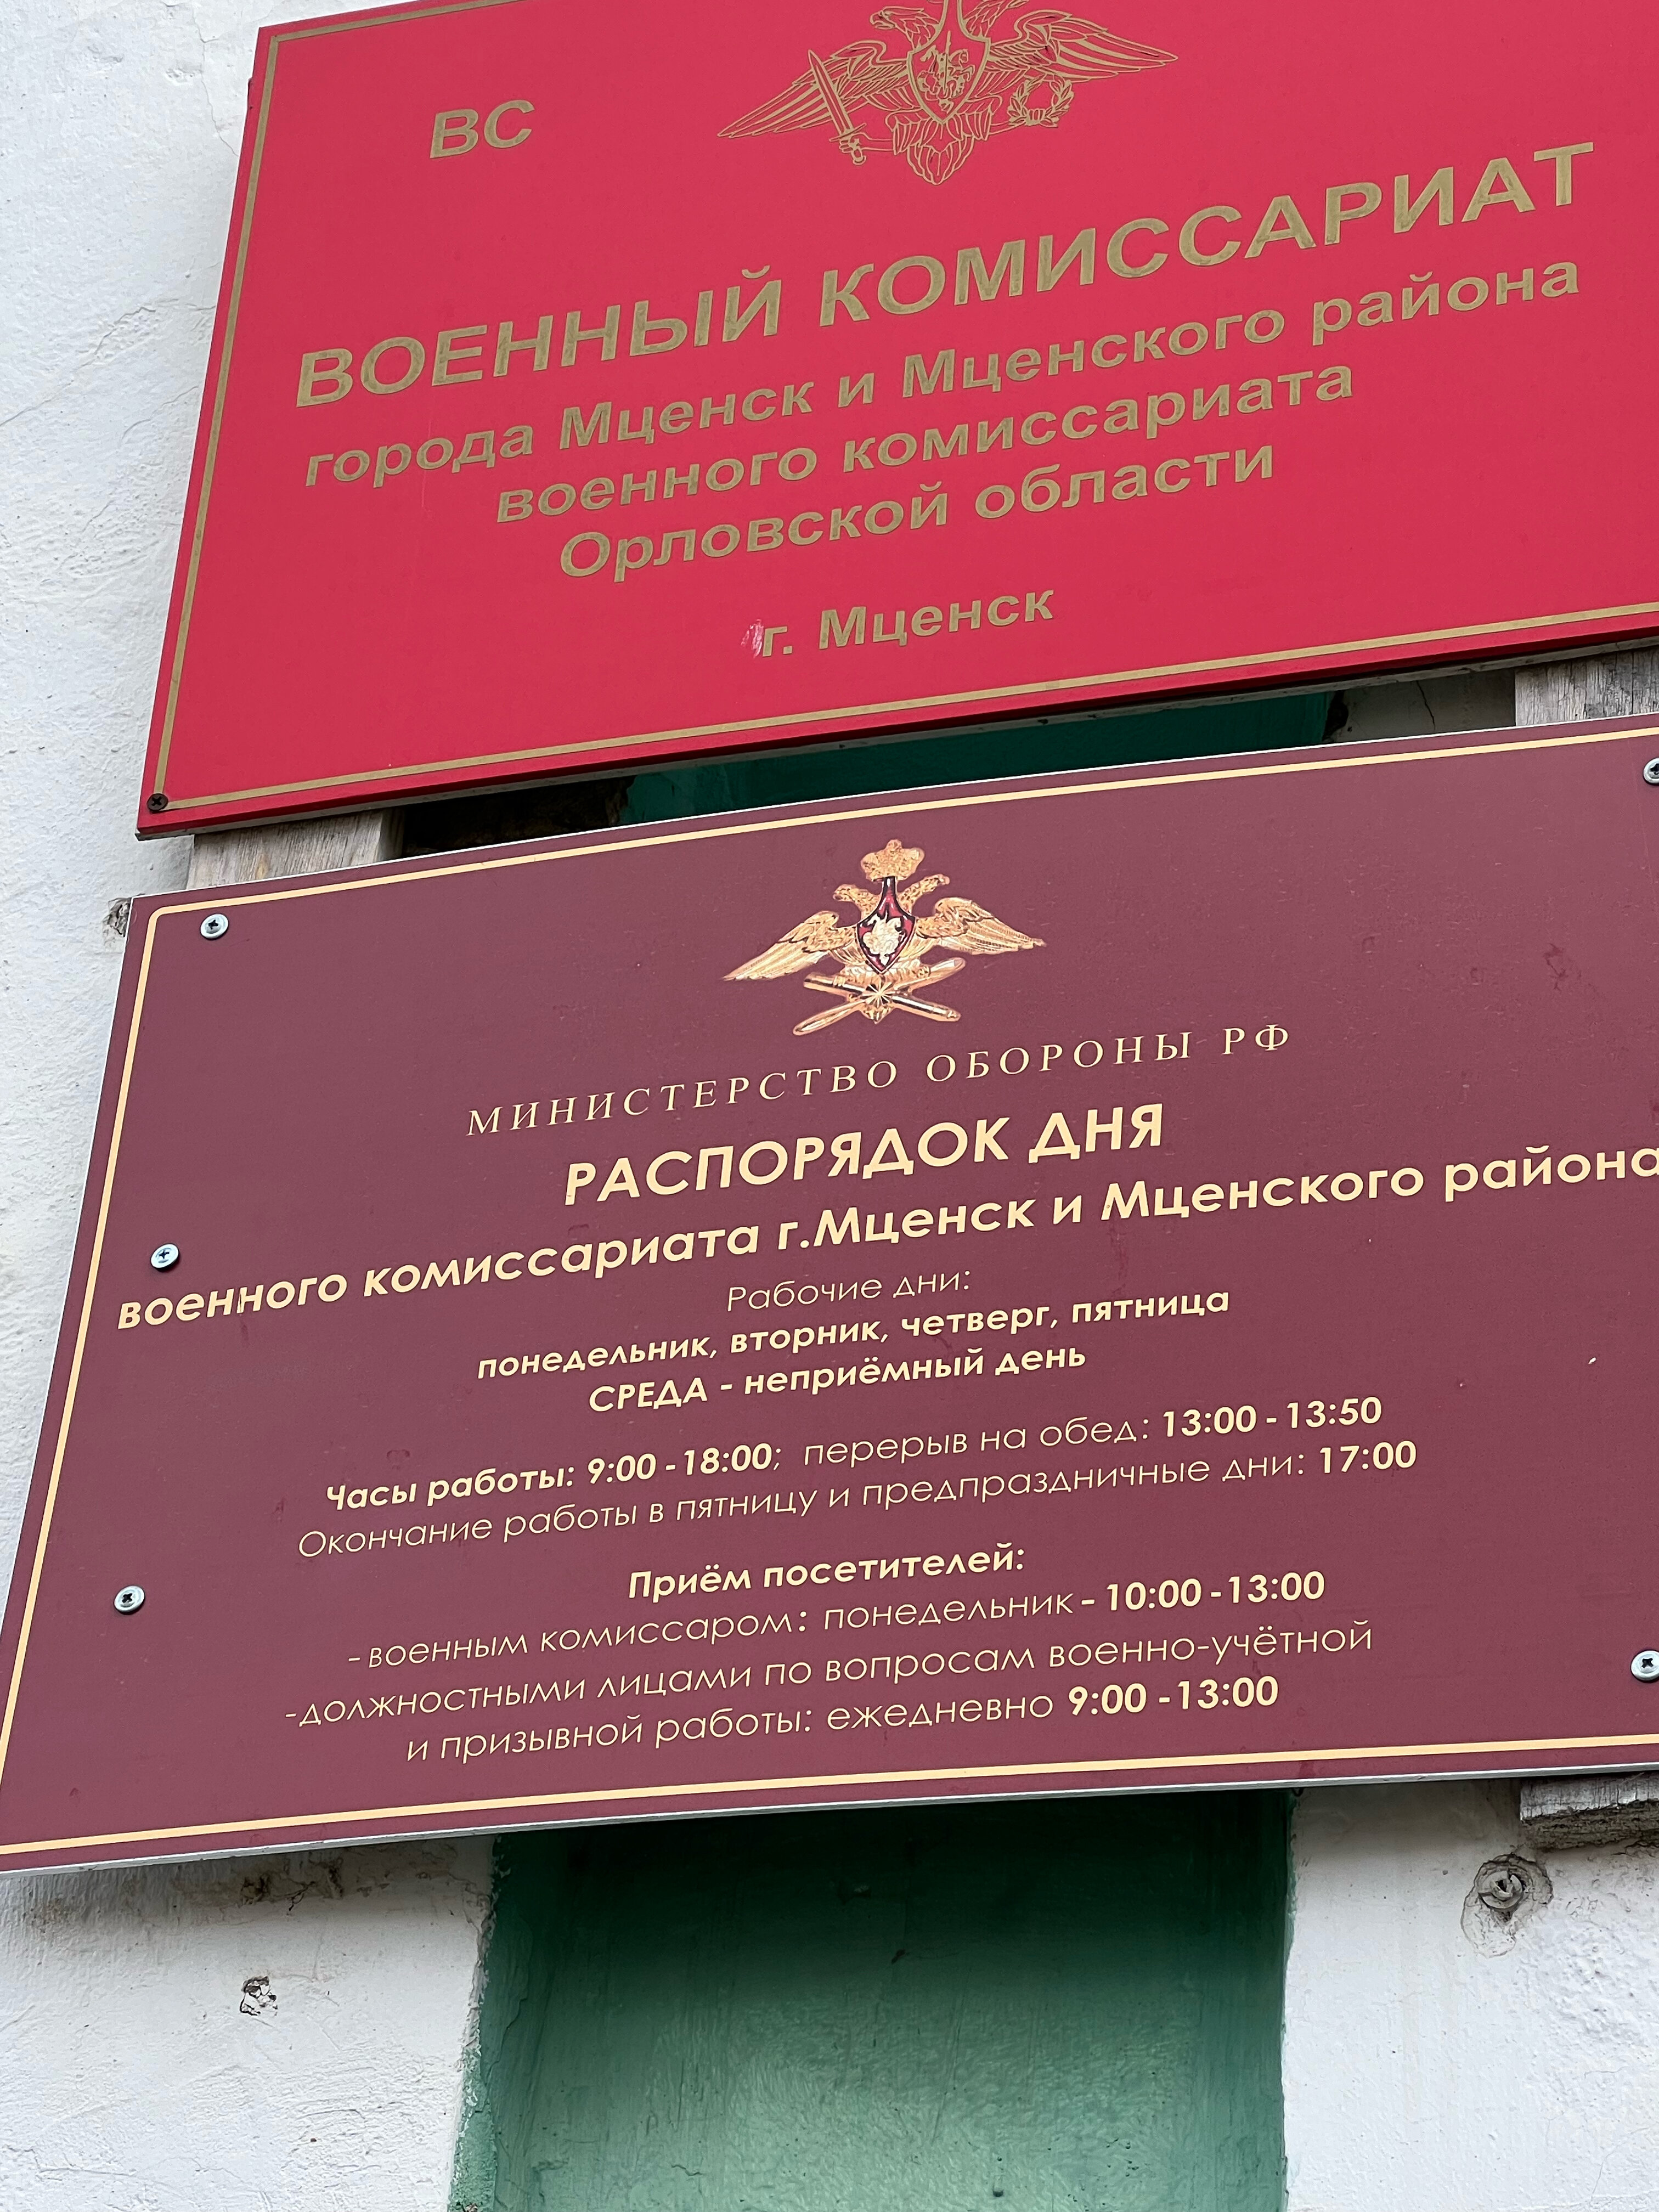 ВС
ВОЕННЫЙ КОМИССАРИАТ
города Мценск и Мценского района
военного комиссариата
Орловской области
г. Мценск
МИНИСТЕРСТВО ОБОРОНЫ РФ
РАСПОРЯДОК ДНЯ
военного комиссариата г.Мценск и Мценского района
Рабочие дни:
понедельник, вторник, четверг, пятница
СРЕДА - неприёмный день
Часы работы: 9:00 - 18:00; перерыв на обед: 13:00 - 13:50
Окончание работы в пятницу и предпраздничные дни: 17:00
Приём посетителей:
- военным комиссаром: понедельник - 10:00 - 13:00
- должностными лицами по вопросам военно-учётной
и призывной работы: ежедневно 9:00 - 13:00